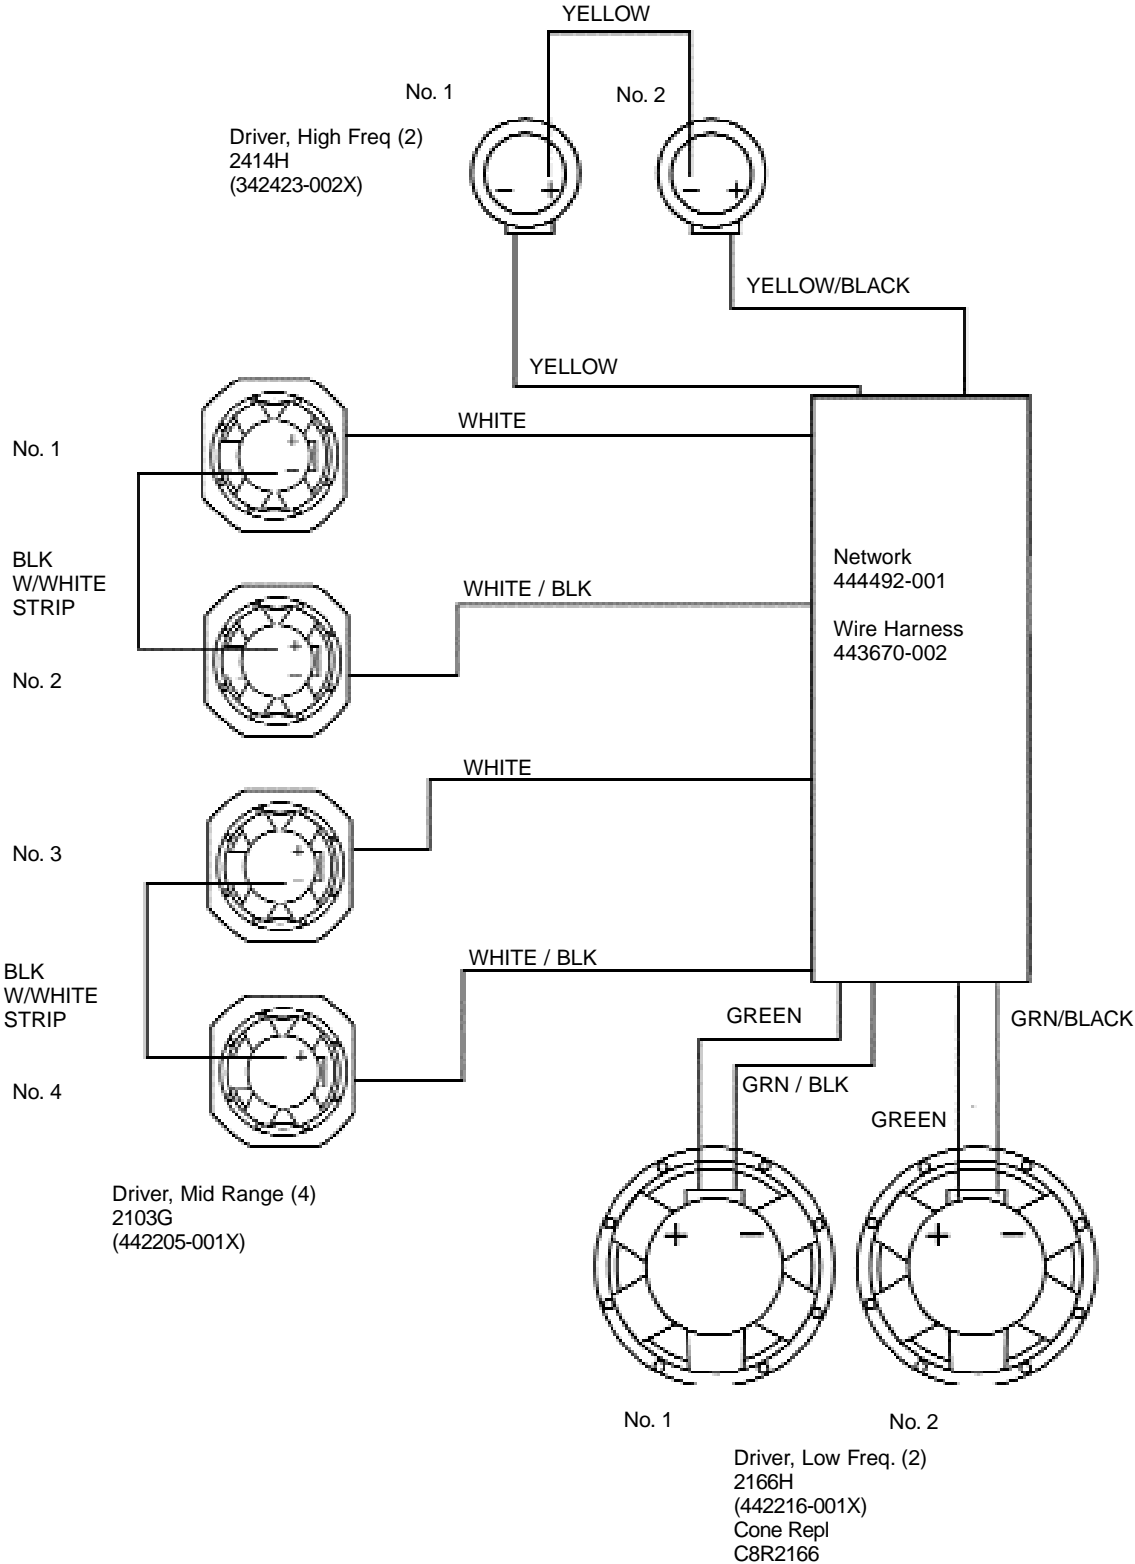 YELLOW
No. 1
No. 2
Driver, High Freq (2)
2414H
(342423-002X)
− +
− +
YELLOW/BLACK
YELLOW
WHITE
No. 1
+
−
BLK
W/WHITE
STRIP
WHITE / BLK
Network
444492-001
Wire Harness
443670-002
+
−
No. 2
WHITE
No. 3
+
−
WHITE / BLK
BLK
W/WHITE
STRIP
+
No. 4
GREEN
GRN/BLACK
GRN / BLK
GREEN
Driver, Mid Range (4)
2103G
(442205-001X)
+ −
+ −
No. 1
No. 2
Driver, Low Freq. (2)
2166H
(442216-001X)
Cone Repl
C8R2166